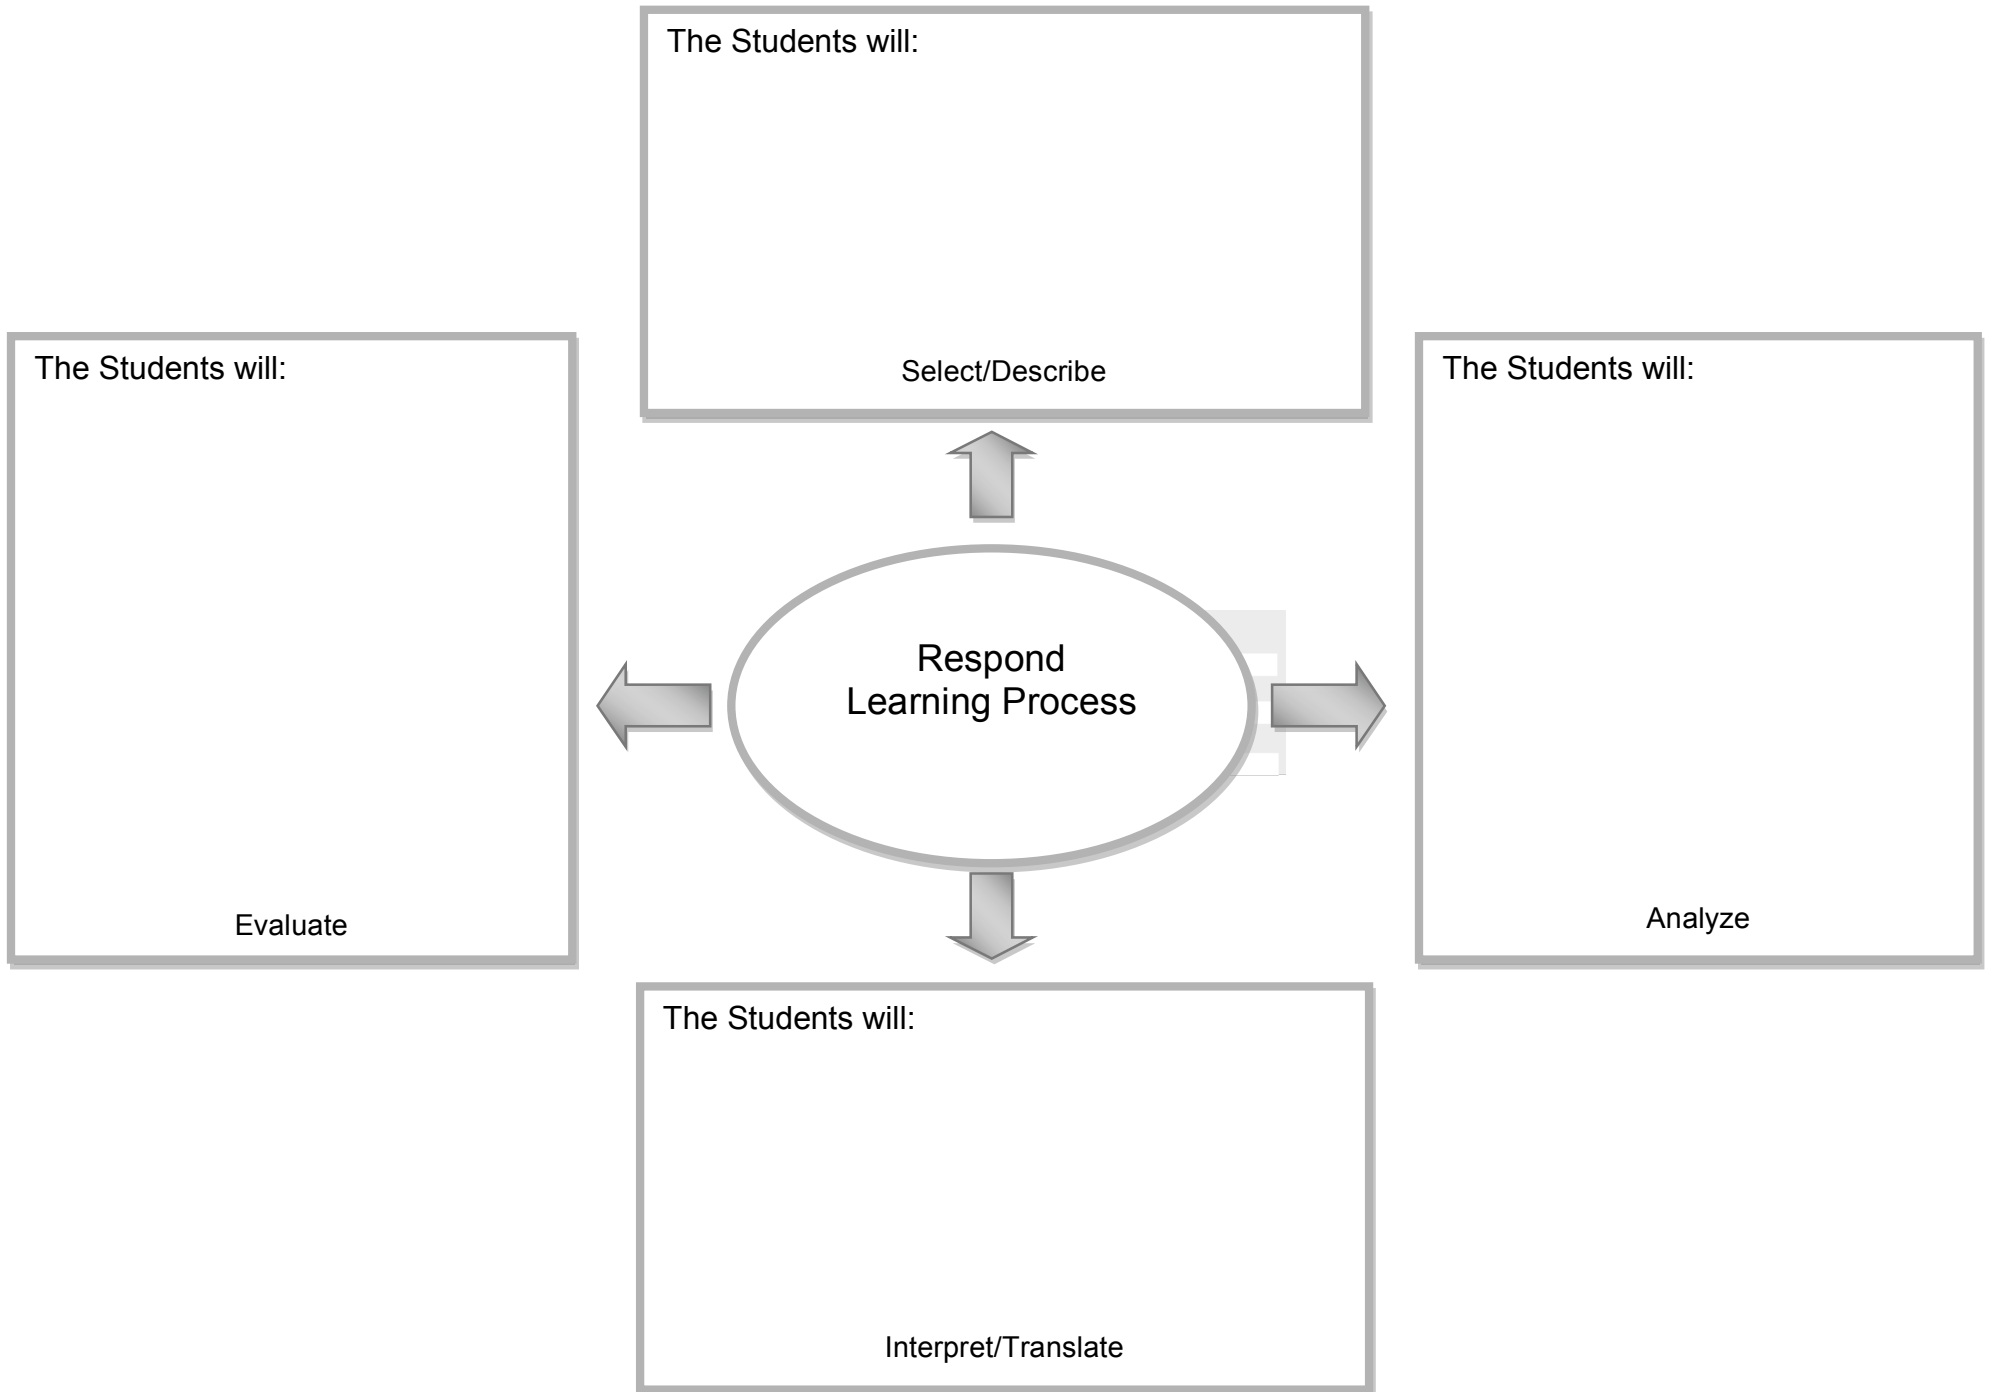 The Students will:
Select/Describe
The Students will:
Evaluate
Respond
Learning Process
The Students will:
Analyze
The Students will:
Interpret/Translate